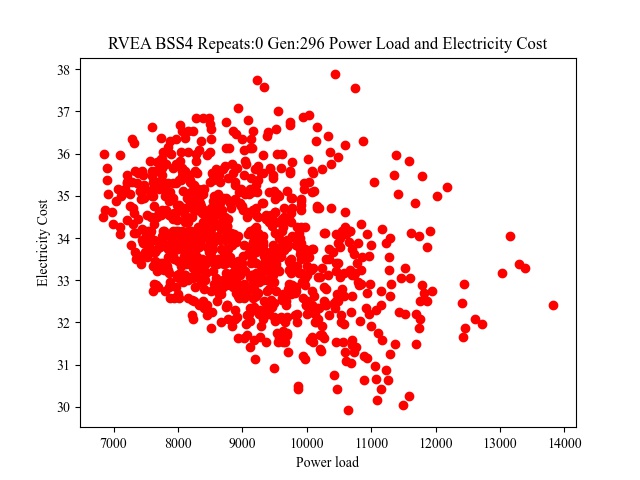 RVEA BSS4 Repeats:0 Gen:296 Power Load and Electricity Cost
38
37
36
35
34
33
32
31
30
Electricity Cost
7000 8000 9000 10000 11000 12000 13000 14000
Power load